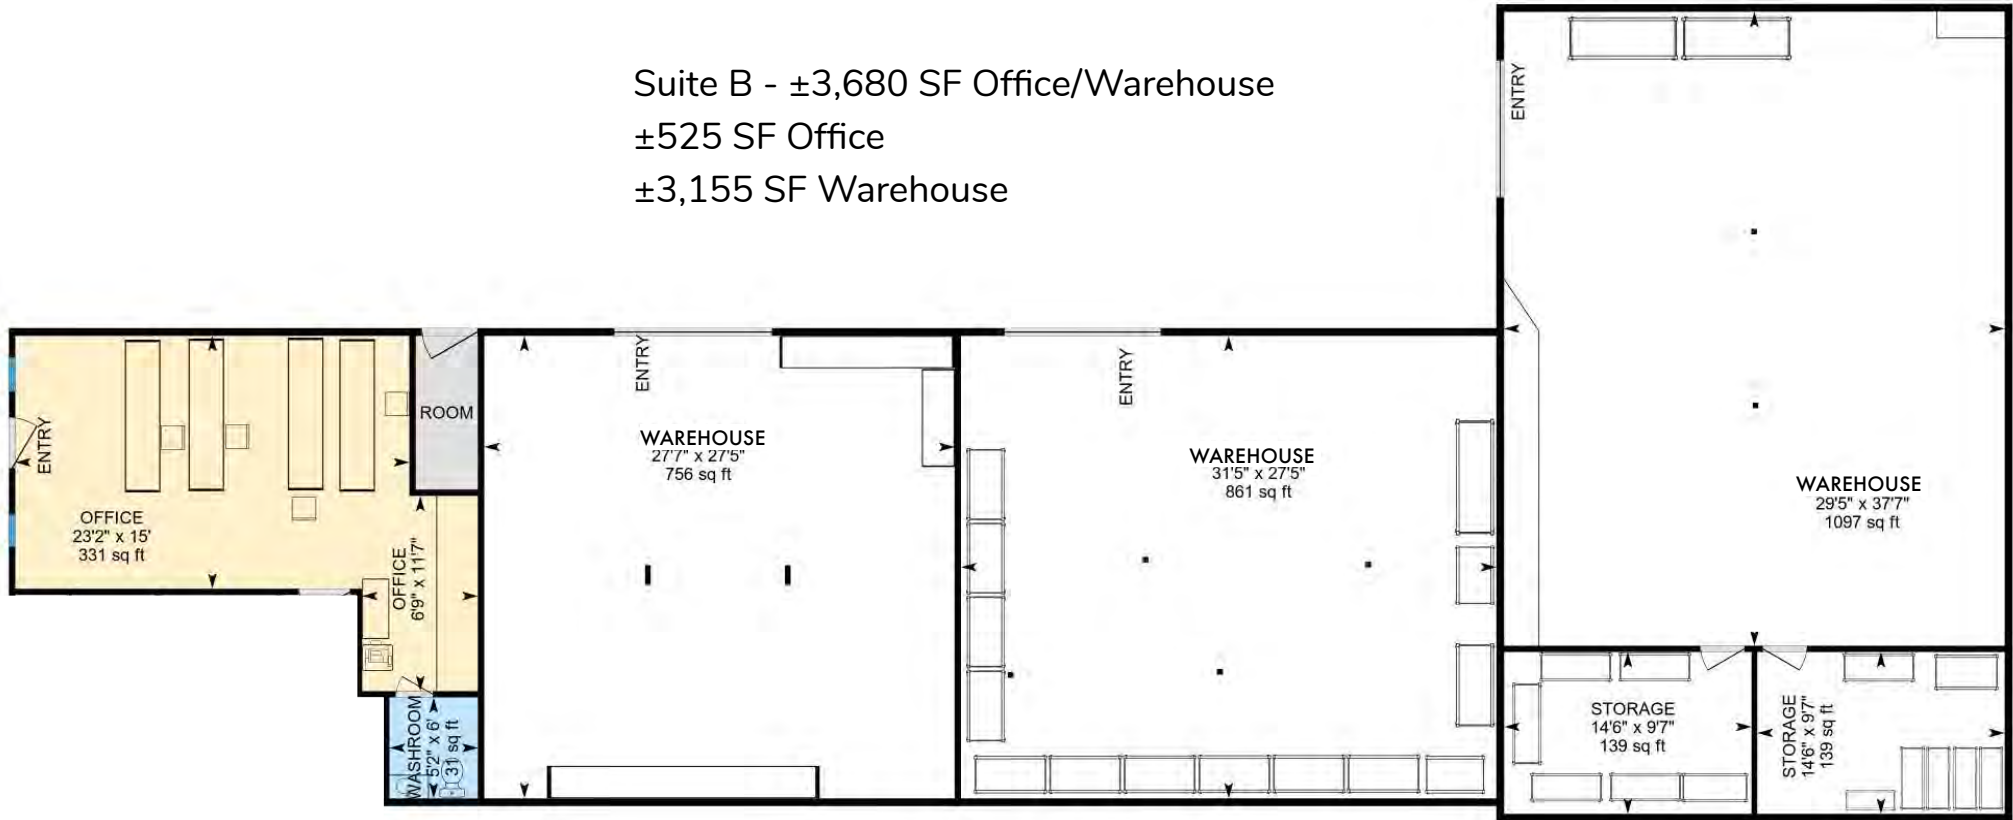 Suite B - ±3,680 SF Office/Warehouse
±525 SF Office
±3,155 SF Warehouse
ENTRY
OFFICE
23'2" x 15'
331 sq ft
ROOM
OFFICE
6'9" x 11'7"
WASHROOM
5'2" x 6'
31 sq ft
ENTRY
WAREHOUSE
27'7" x 27'5"
756 sq ft
ENTRY
WAREHOUSE
31'5" x 27'5"
861 sq ft
ENTRY
WAREHOUSE
29'5" x 37'7"
1097 sq ft
STORAGE
14'6" x 9'7"
139 sq ft
STORAGE
14'6" x 9'7"
139 sq ft